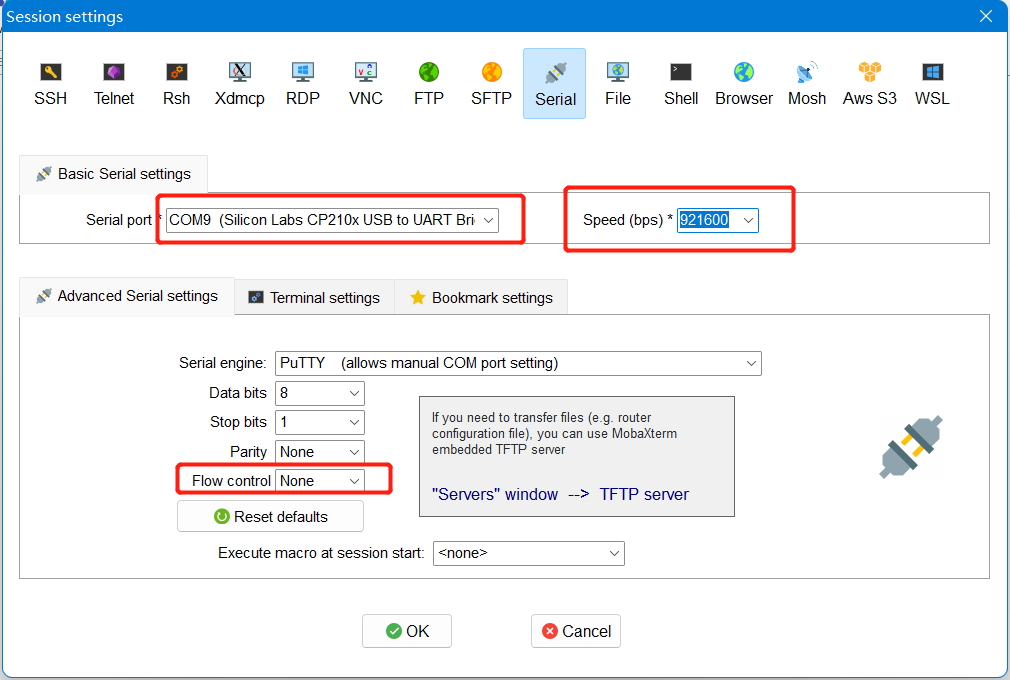 Session settings
SSH Telnet Rsh Xdmcp RDP VNC FTP SFTP Serial File Shell Browser Mosh Aws S3 WSL
Basic Serial settings
Serial port * COM9 (Silicon Labs CP210x USB to UART Bri Speed (bps) * 921600
Advanced Serial settings Terminal settings Bookmark settings
Serial engine: PuTTY (allows manual COM port setting)
Data bits 8
Stop bits 1
Parity None
Flow control None
Reset defaults
If you need to transfer files (e.g. router
configuration file), you can use MobaXterm
embedded TFTP server
"Servers" window --> TFTP server
Execute macro at session start: <none>
OK Cancel